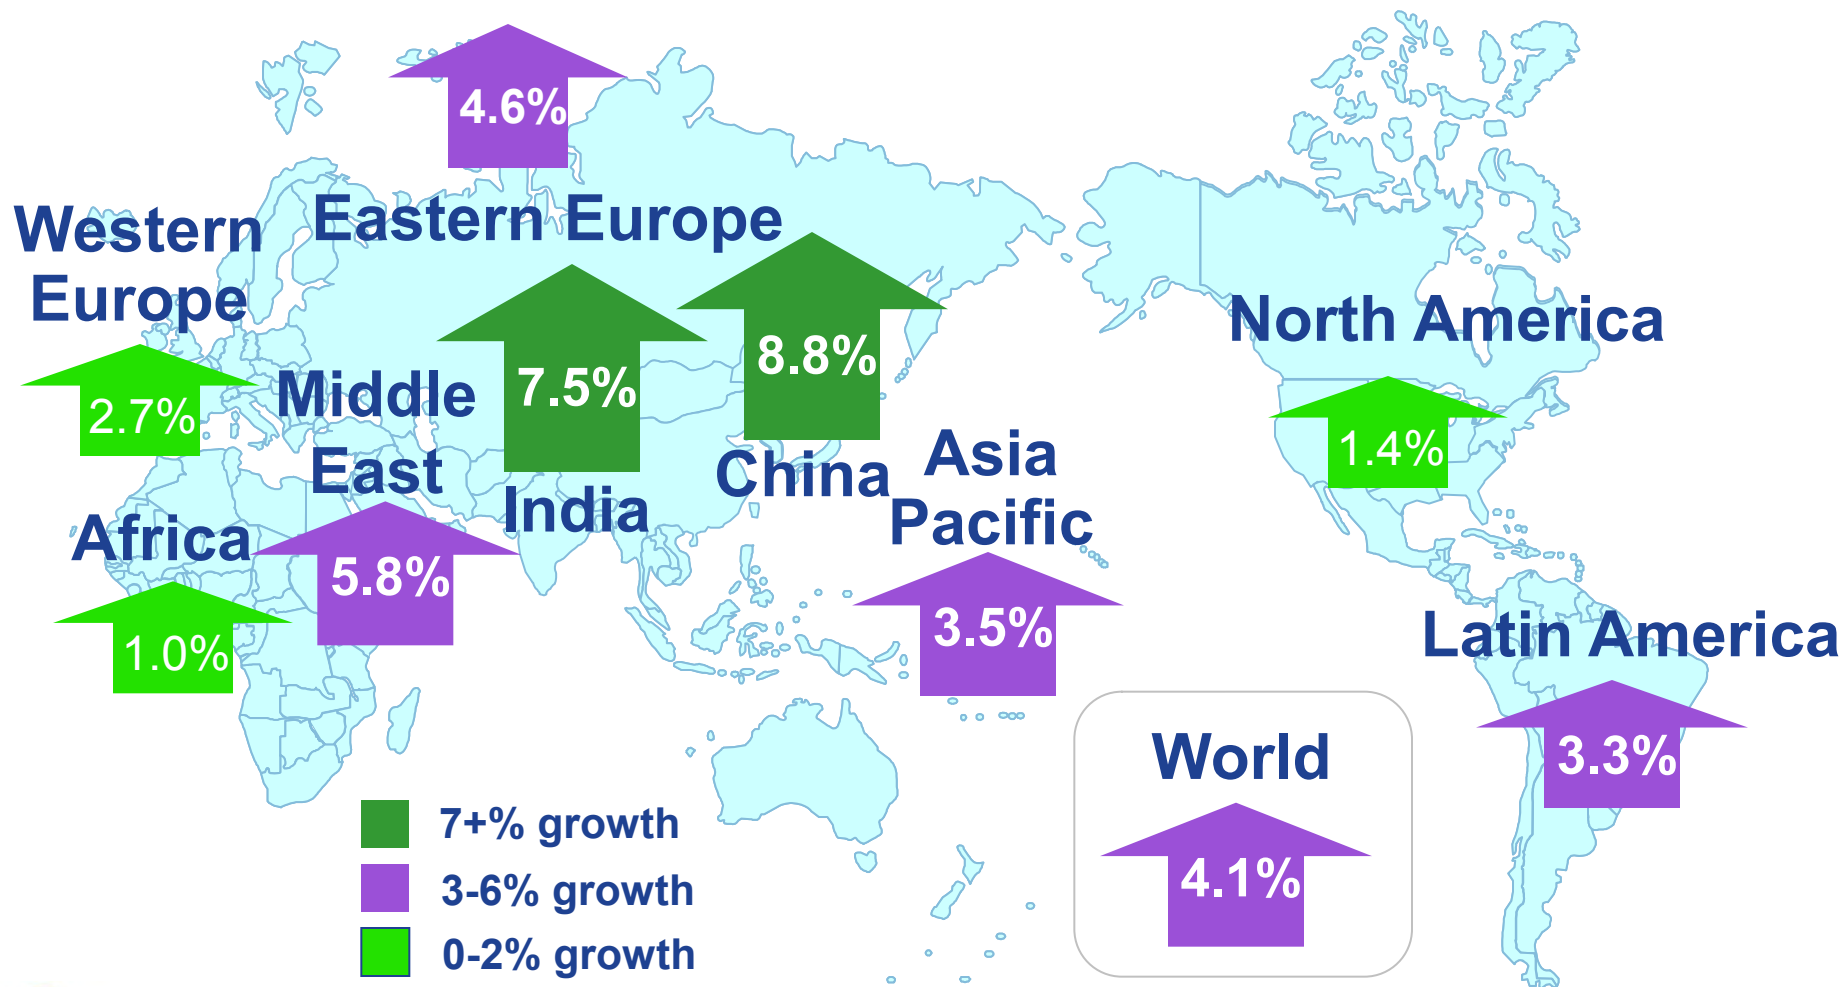 4.6%
Eastern Europe
Western
Europe
2.7%
Middle
East
5.8%
7.5%
India
8.8%
China
Africa
1.0%
Asia
Pacific
3.5%
North America
1.4%
Latin America
3.3%
World
4.1%
7+% growth
3-6% growth
0-2% growth